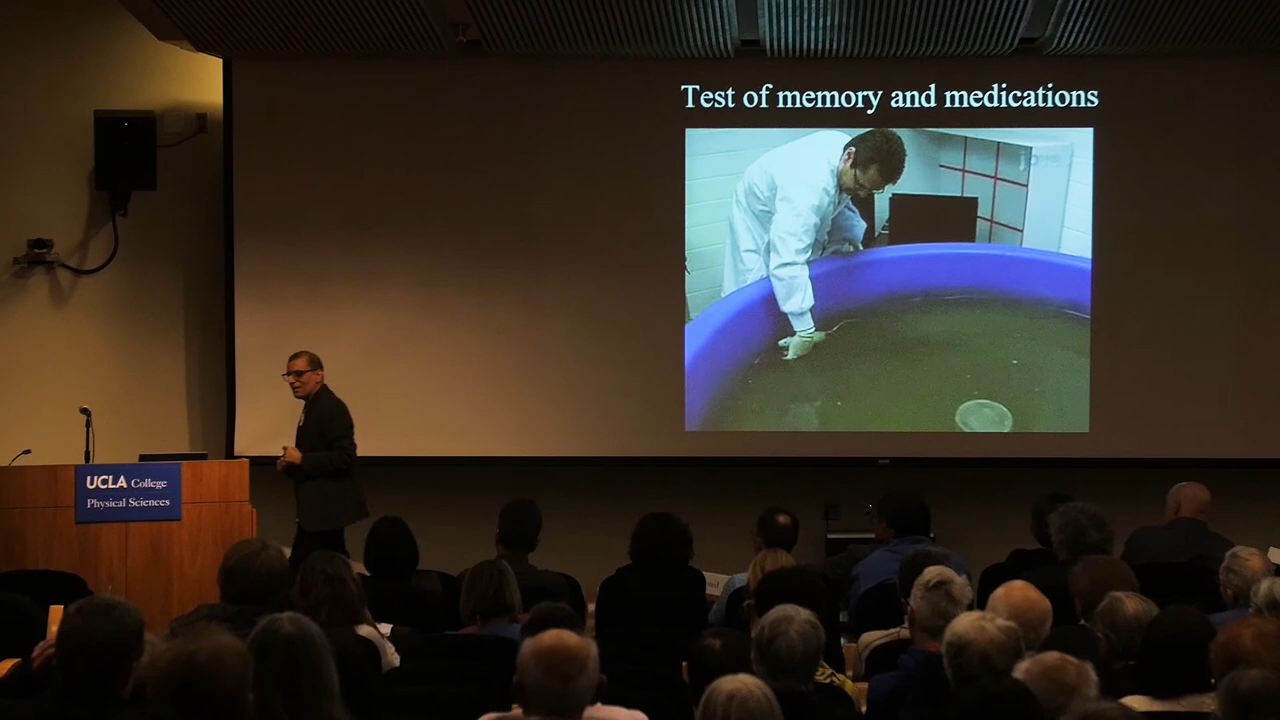 Test of memory and medications
UCLA College
Physical Sciences